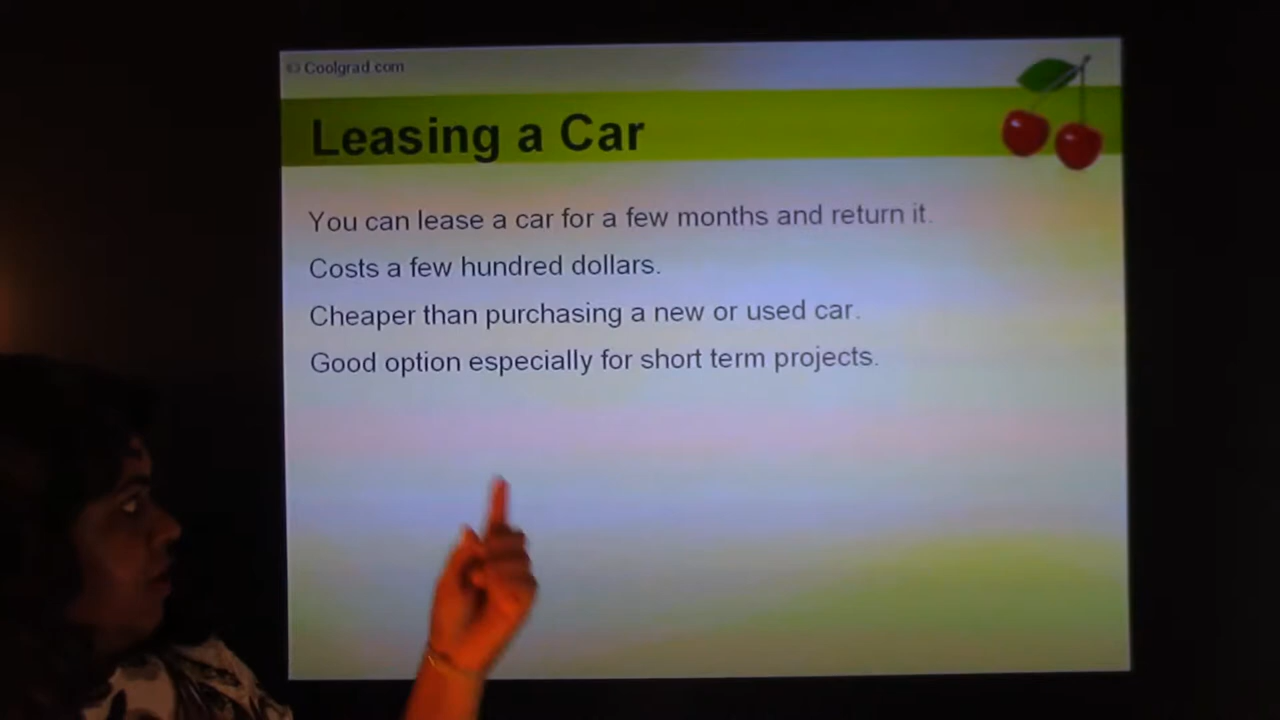 Coolgrad.com
Leasing a Car
You can lease a car for a few months and return it.
Costs a few hundred dollars.
Cheaper than purchasing a new or used car.
Good option especially for short term projects.